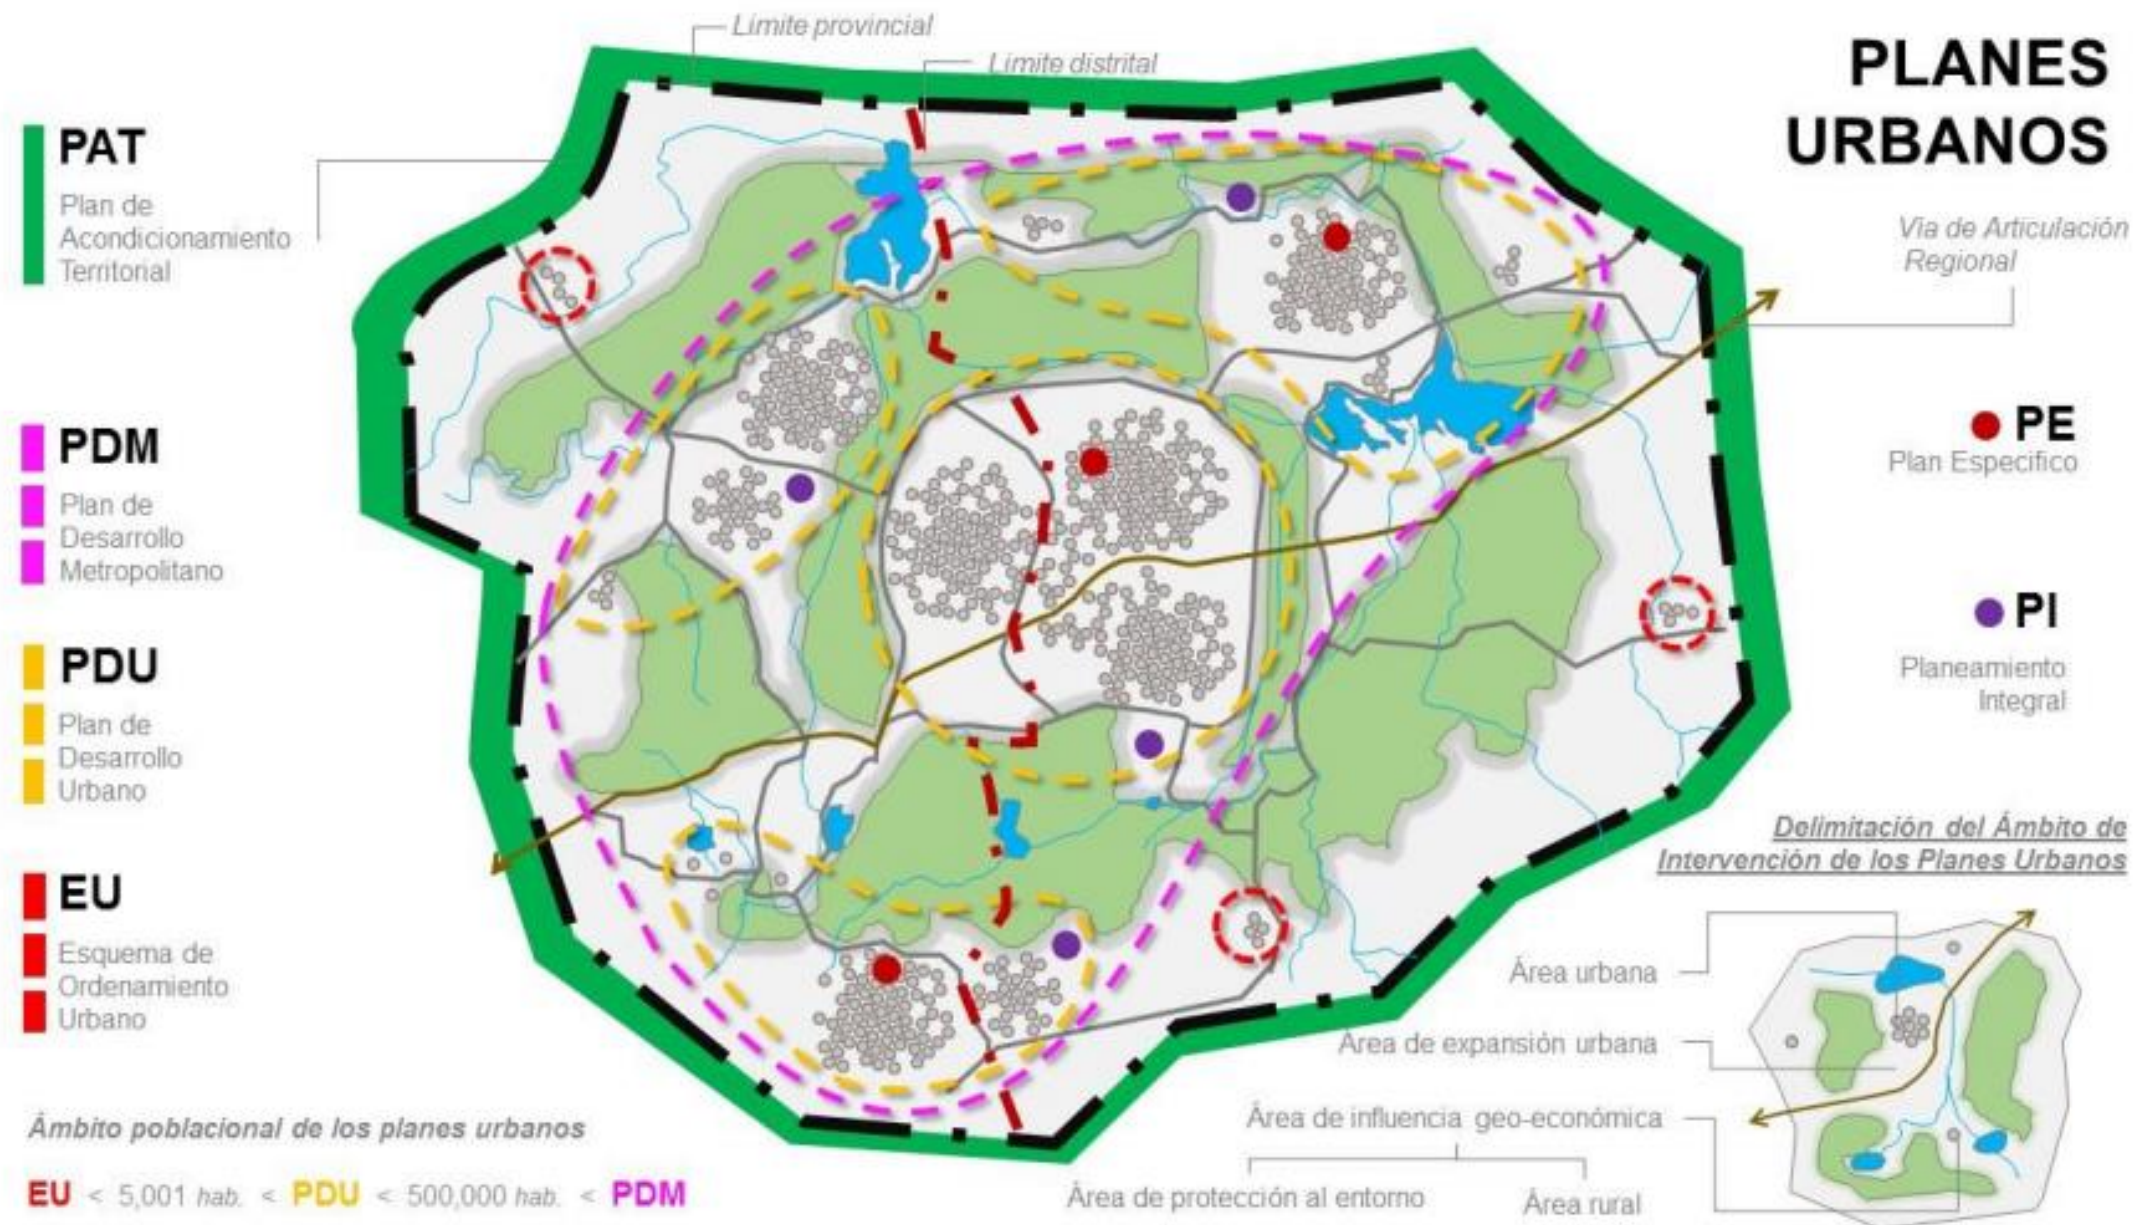 Limite provincial
Limite distrital
PLANES
URBANOS
PAT
Plan de
Acondicionamiento
Territorial
PDM
Plan de
Desarrollo
Metropolitano
PDU
Plan de
Desarrollo
Urbano
EU
Esquema de
Ordenamiento
Urbano
Ámbito poblacional de los planes urbanos
EU < 5,001 hab. < PDU < 500,000 hab. < PDM
Via de Articulación
Regional
PE
Plan Especifico
PI
Planeamiento
Integral
Delimitación del Ámbito de
Intervención de los Planes Urbanos
Área urbana
Área de expansión urbana
Área de influencia geo-económica
Área de protección al entorno
Área rural